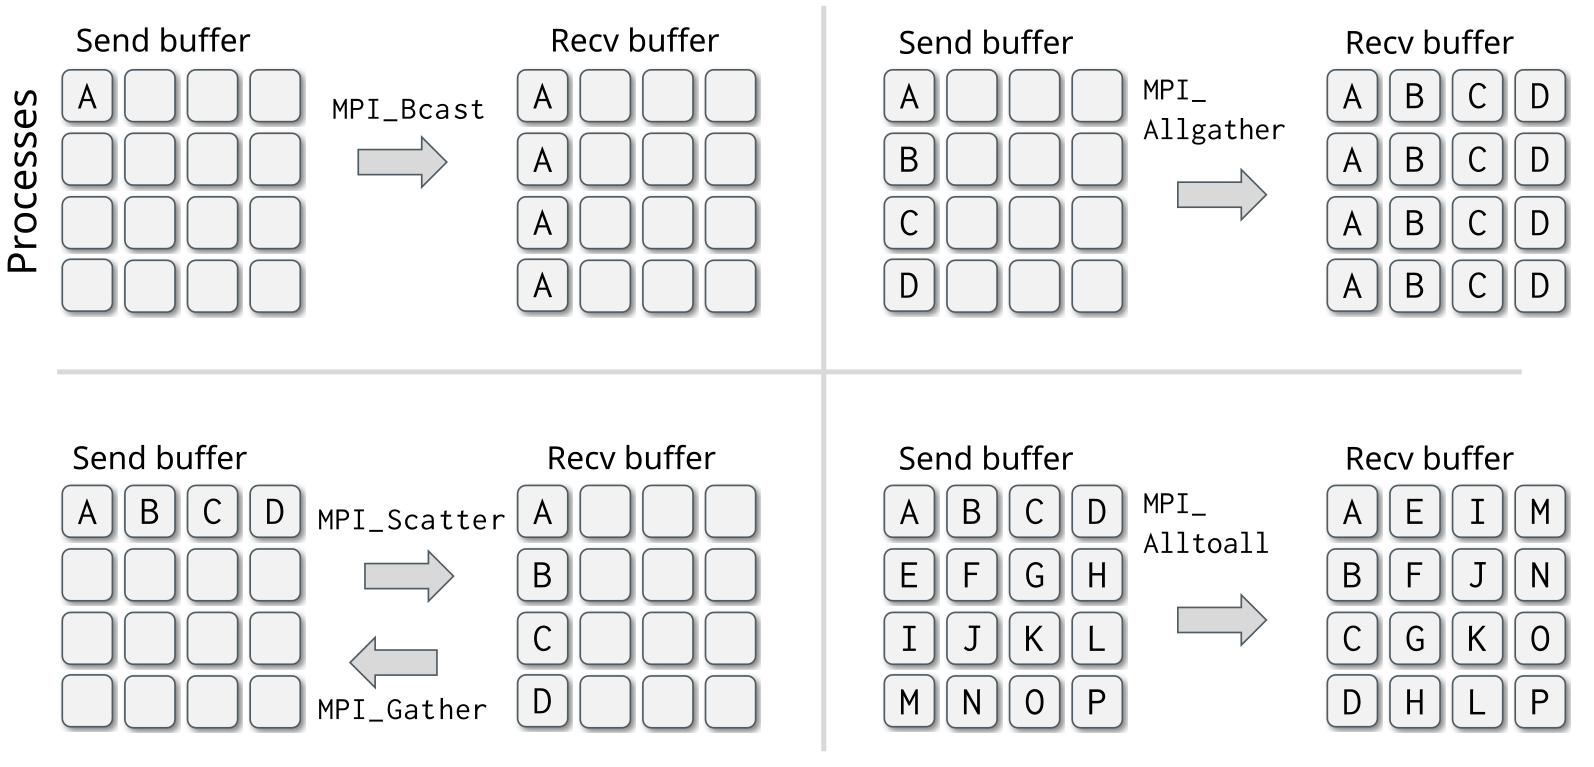 Processes
Send buffer
Recv buffer
A
MPI_Bcast
A
A
A
A
Send buffer
Recv buffer
A
B
C
D
MPI_
Allgather
A B C D
A B C D
A B C D
A B C D
Send buffer
Recv buffer
A B C D
MPI_Scatter
MPI_Gather
A
B
C
D
Send buffer
Recv buffer
A B C D
E F G H
I J K L
M N O P
MPI_
Alltoall
A E I M
B F J N
C G K O
D H L P